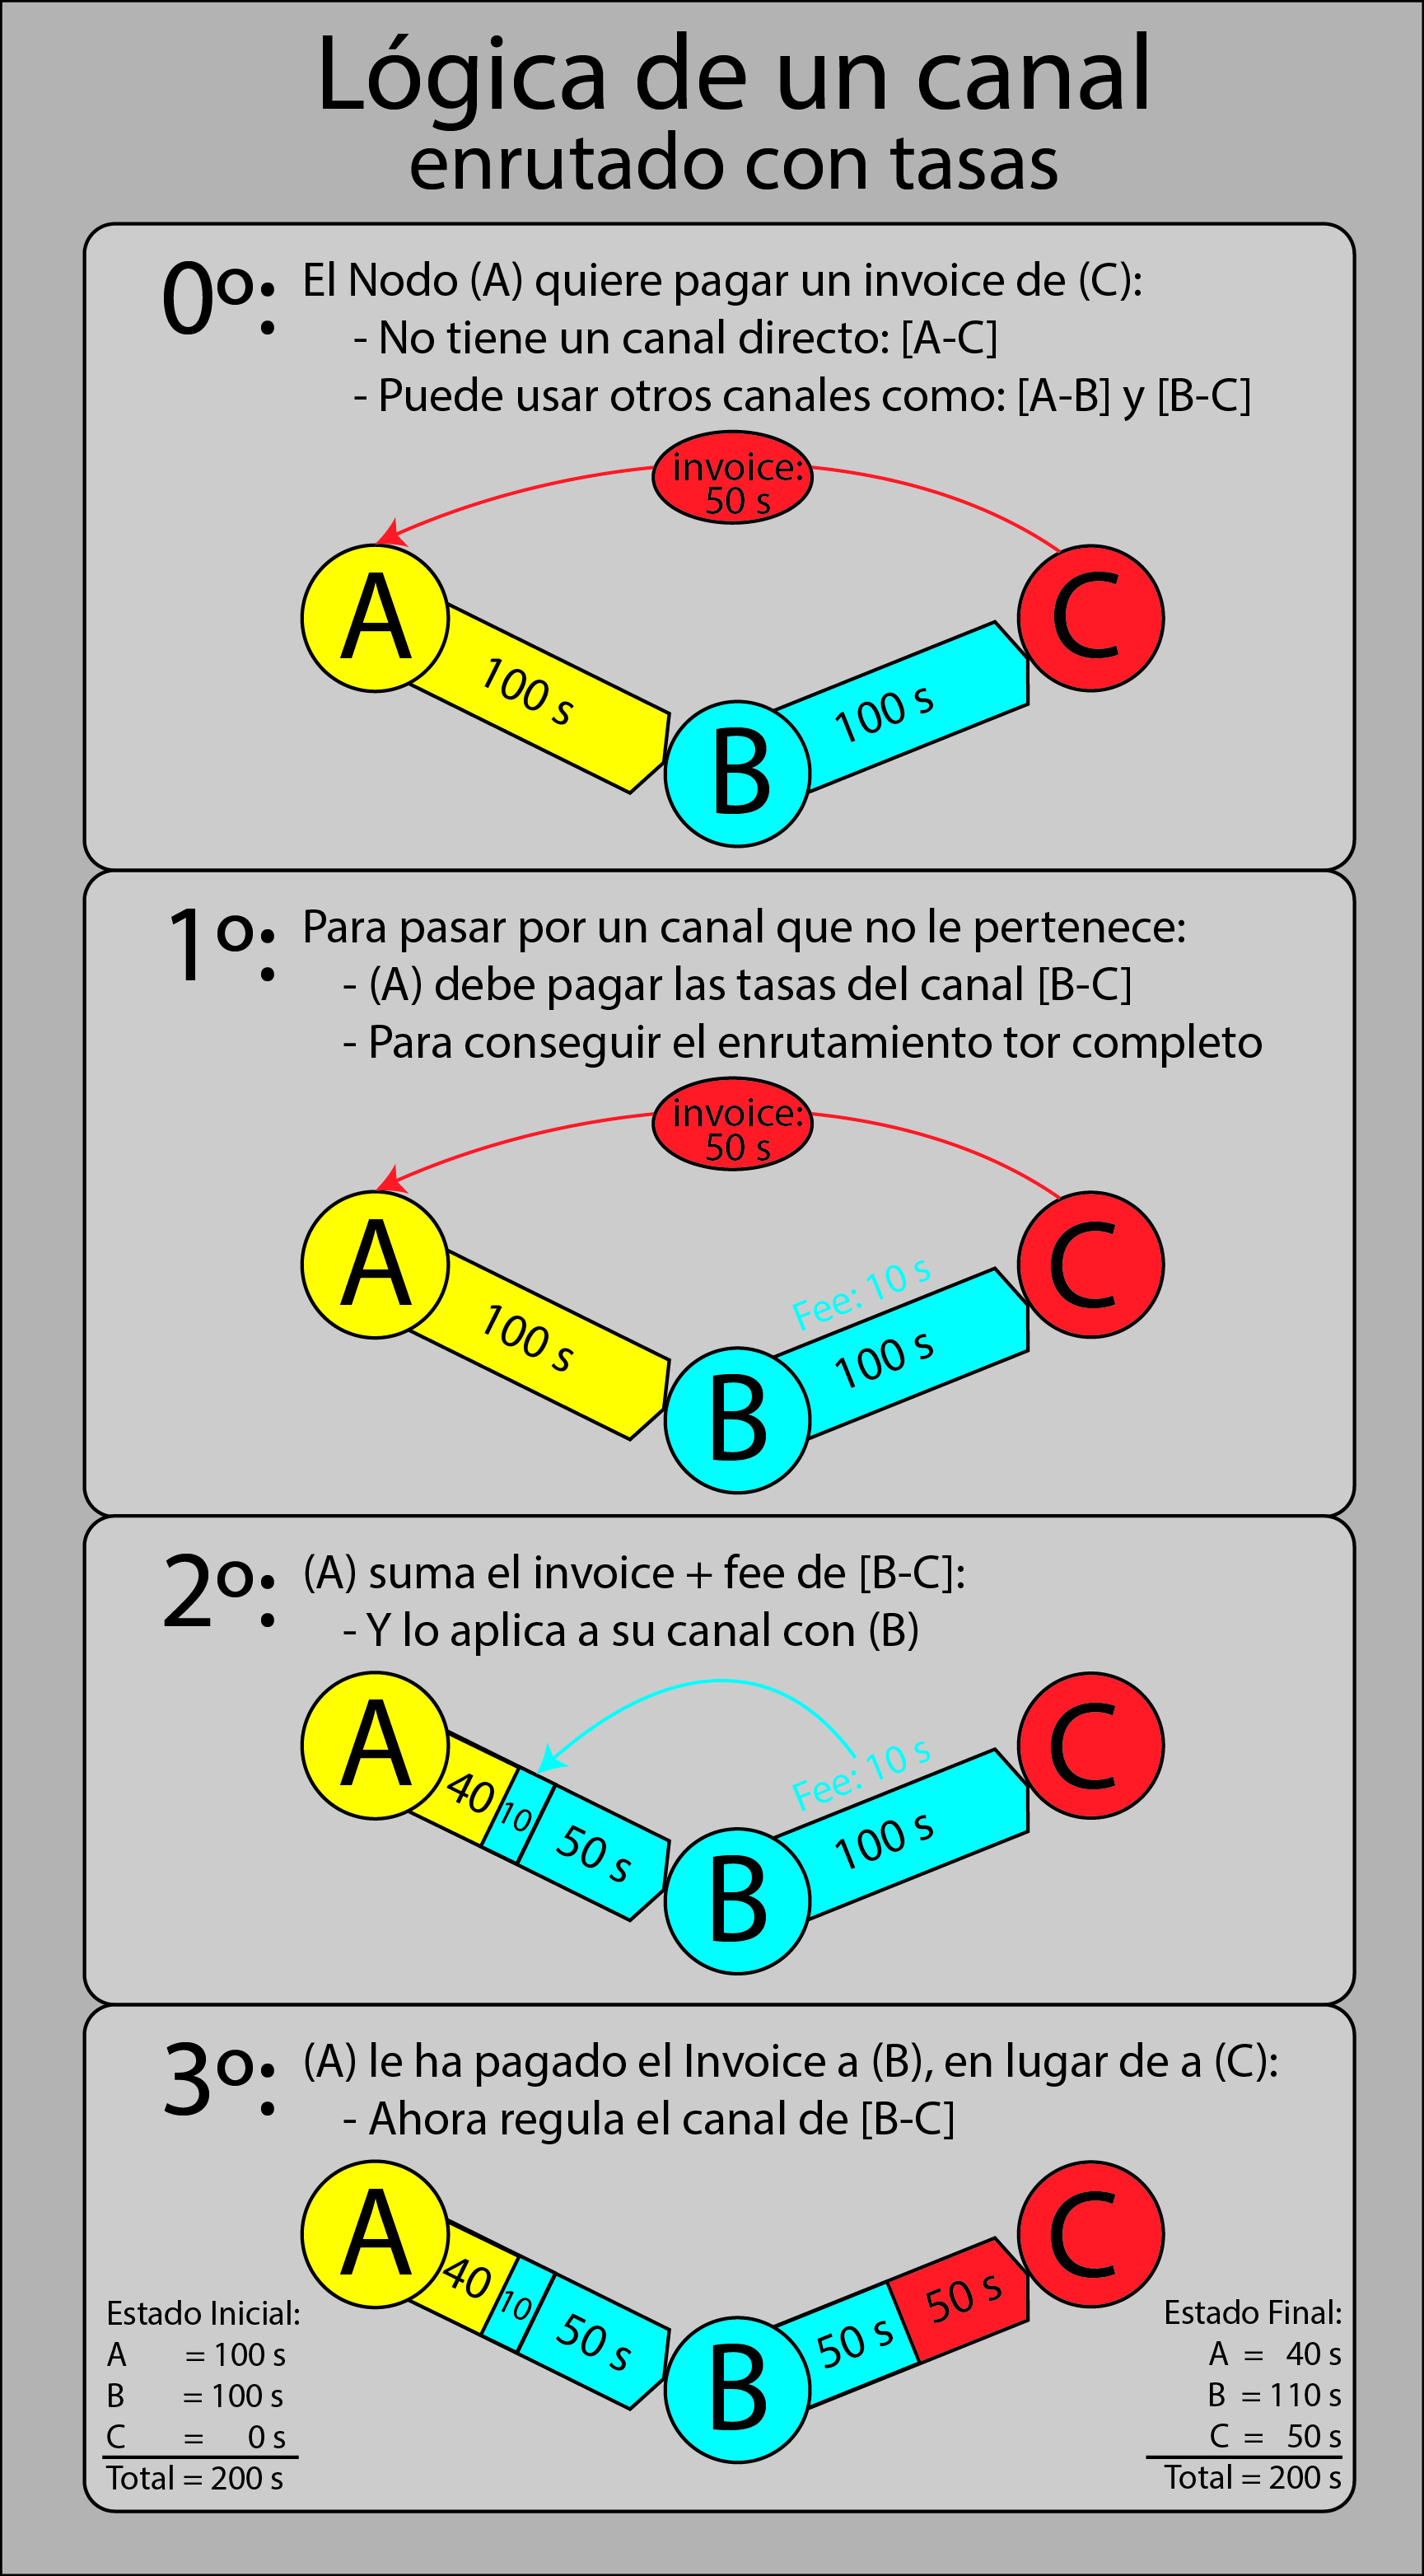 Lógica de un canal
enrutado con tasas
0º:
El Nodo (A) quiere pagar un invoice de (C):
- No tiene un canal directo: [A-C]
- Puede usar otros canales como: [A-B] y [B-C]
invoice:
50 s
A
100 s
B
100 s
C
1º:
Para pasar por un canal que no le pertenece:
- (A) debe pagar las tasas del canal [B-C]
- Para conseguir el enrutamiento tor completo
invoice:
50 s
A
100 s
B
Fee: 10 s
100 s
C
2º:
(A) suma el invoice + fee de [B-C]:
- Y lo aplica a su canal con (B)
A
40
10
50 s
B
Fee: 10 s
100 s
C
3º:
(A) le ha pagado el Invoice a (B), en lugar de a (C):
- Ahora regula el canal de [B-C]
A
40
10
50 s
B
50 s
50 s
C
Estado Inicial:
A = 100 s
B = 100 s
C = 0 s
Total = 200 s
Estado Final:
A = 40 s
B = 110 s
C = 50 s
Total = 200 s